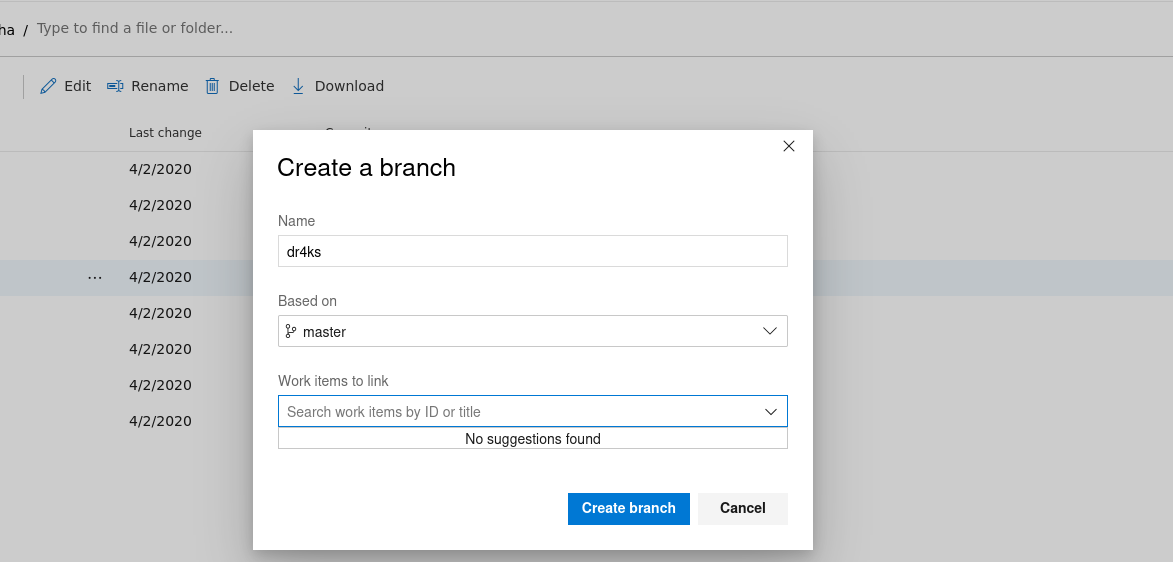 ha / Type to find a file or folder...
Edit Rename Delete Download
Last change
4/2/2020
4/2/2020
4/2/2020
... 4/2/2020
4/2/2020
4/2/2020
4/2/2020
4/2/2020
Create a branch
Name
dr4ks
Based on
master
Work items to link
Search work items by ID or title
No suggestions found
Create branch Cancel